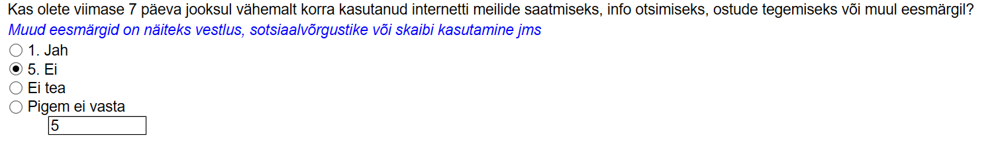 Kas olete viimase 7 päeva jooksul vähemalt korra kasutanud internetti meilide saatmiseks, info otsimiseks, ostude tegemiseks või muul eesmärgil?
Muud eesmärgid on näiteks vestlus, sotsiaalvõrgustike või skaibi kasutamine jms
1. Jah
5. Ei
Ei tea
Pigem ei vasta
5